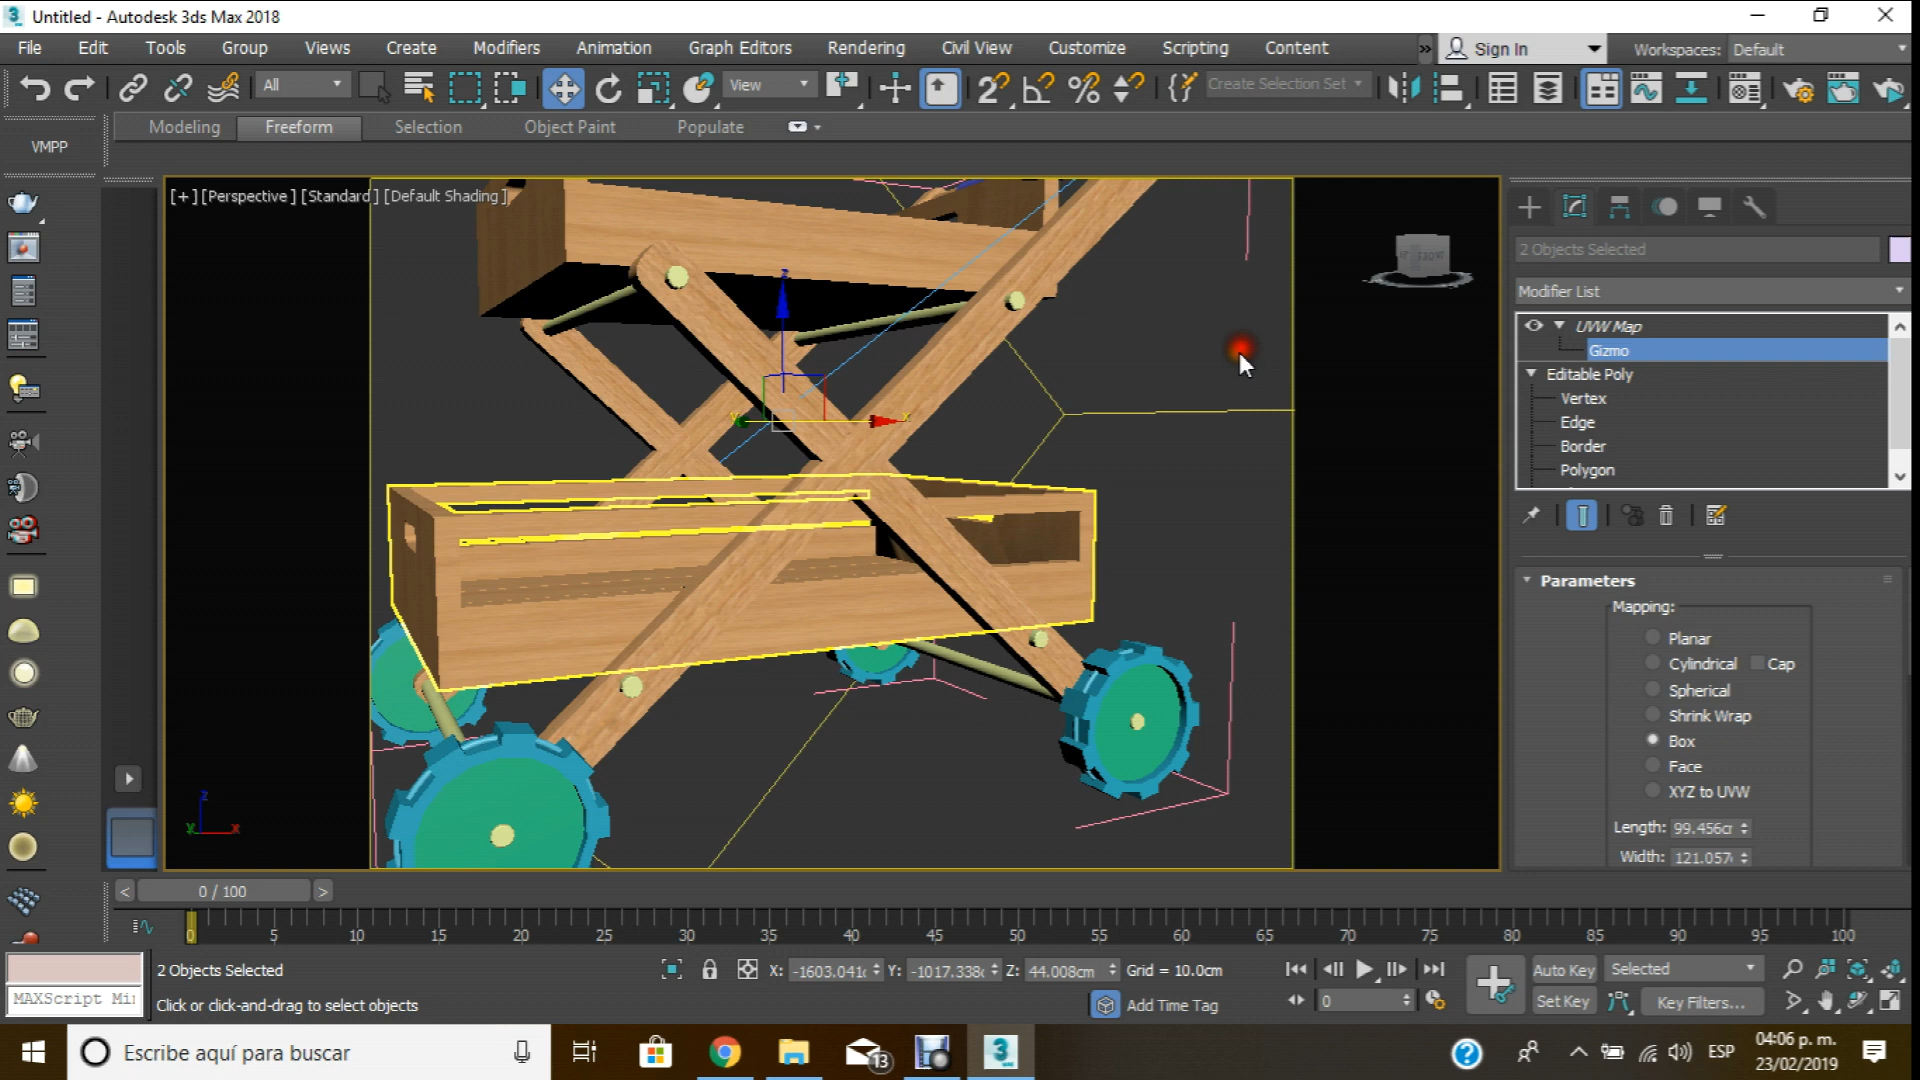 Untitled - Autodesk 3ds Max 2018
File Edit Tools Group Views Create Modifiers Animation Graph Editors Rendering Civil View Customize Scripting Content » Sign In Workspaces: Default
All View Create Selection Set
Modeling Freeform Selection Object Paint Populate
VMPP
[+] [Perspective] [Standard] [Default Shading]
2 Objects Selected
Modifier List
UVW Map
Gizmo
Editable Poly
Vertex
Edge
Border
Polygon
Parameters
Mapping:
Planar
Cylindrical Cap
Spherical
Shrink Wrap
Box
Face
XYZ to UVW
Length: 99.456cm
Width: 121.057
z
x
y
z
y x
< 0 / 100 >
0 5 10 15 20 25 30 35 40 45 50 55 60 65 70 75 80 85 90 95 100
2 Objects Selected X: -1603.041c Y: -1017.338c Z: 44.008cm Grid = 10.0cm Auto Key Selected
MAXScript Mi Click or click-and-drag to select objects Add Time Tag 0 Set Key Key Filters...
Escribe aquí para buscar 13 3 ESP 04:06 p. m.
23/02/2019